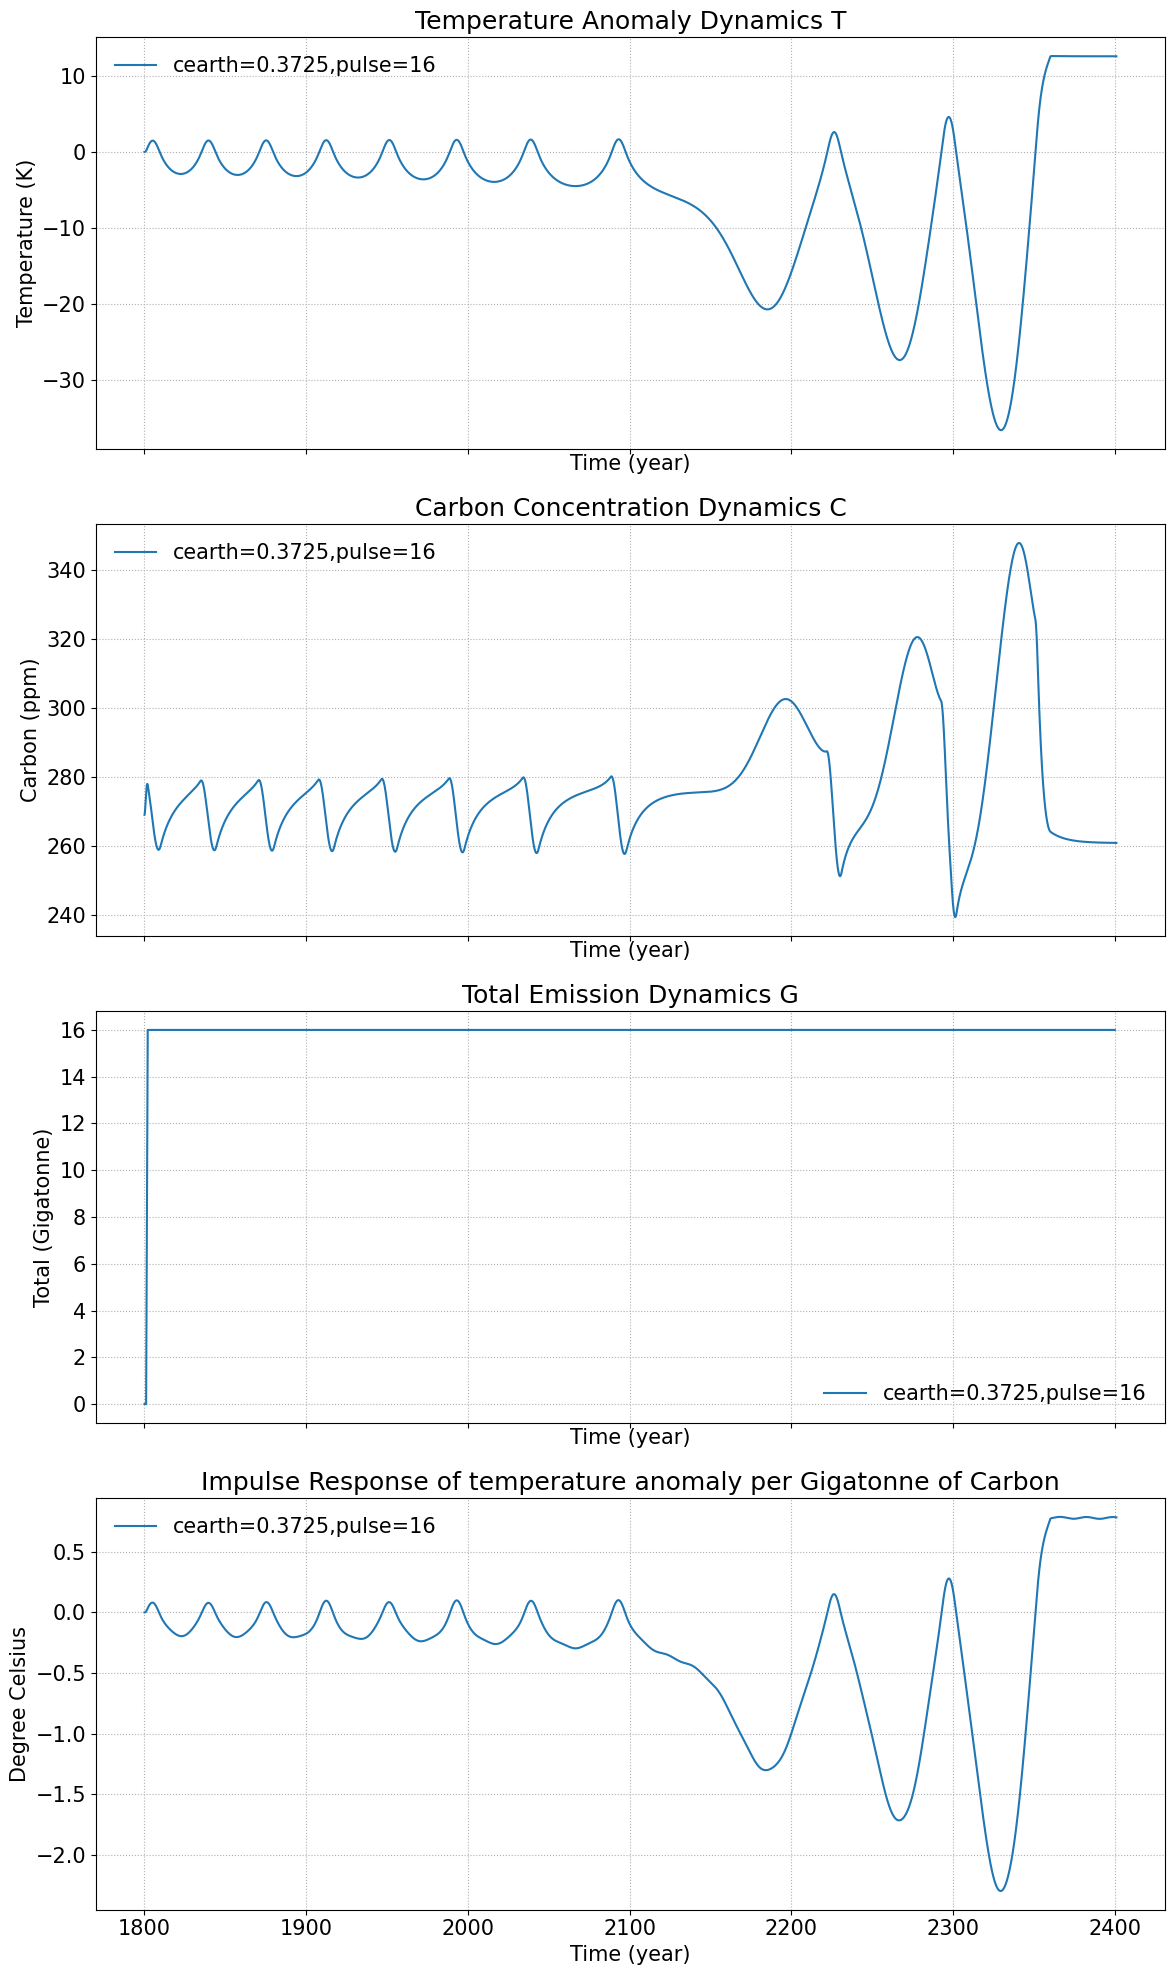 Temperature Anomaly Dynamics T
cearth=0.3725,pulse=16
10
0
−10
−20
−30
Temperature (K)
Time (year)
Carbon Concentration Dynamics C
cearth=0.3725,pulse=16
340
320
300
280
260
240
Carbon (ppm)
Time (year)
Total Emission Dynamics G
16
14
12
10
8
6
4
2
0
Total (Gigatonne)
cearth=0.3725,pulse=16
Time (year)
Impulse Response of temperature anomaly per Gigatonne of Carbon
cearth=0.3725,pulse=16
0.5
0.0
−0.5
−1.0
−1.5
−2.0
Degree Celsius
1800 1900 2000 2100 2200 2300 2400
Time (year)